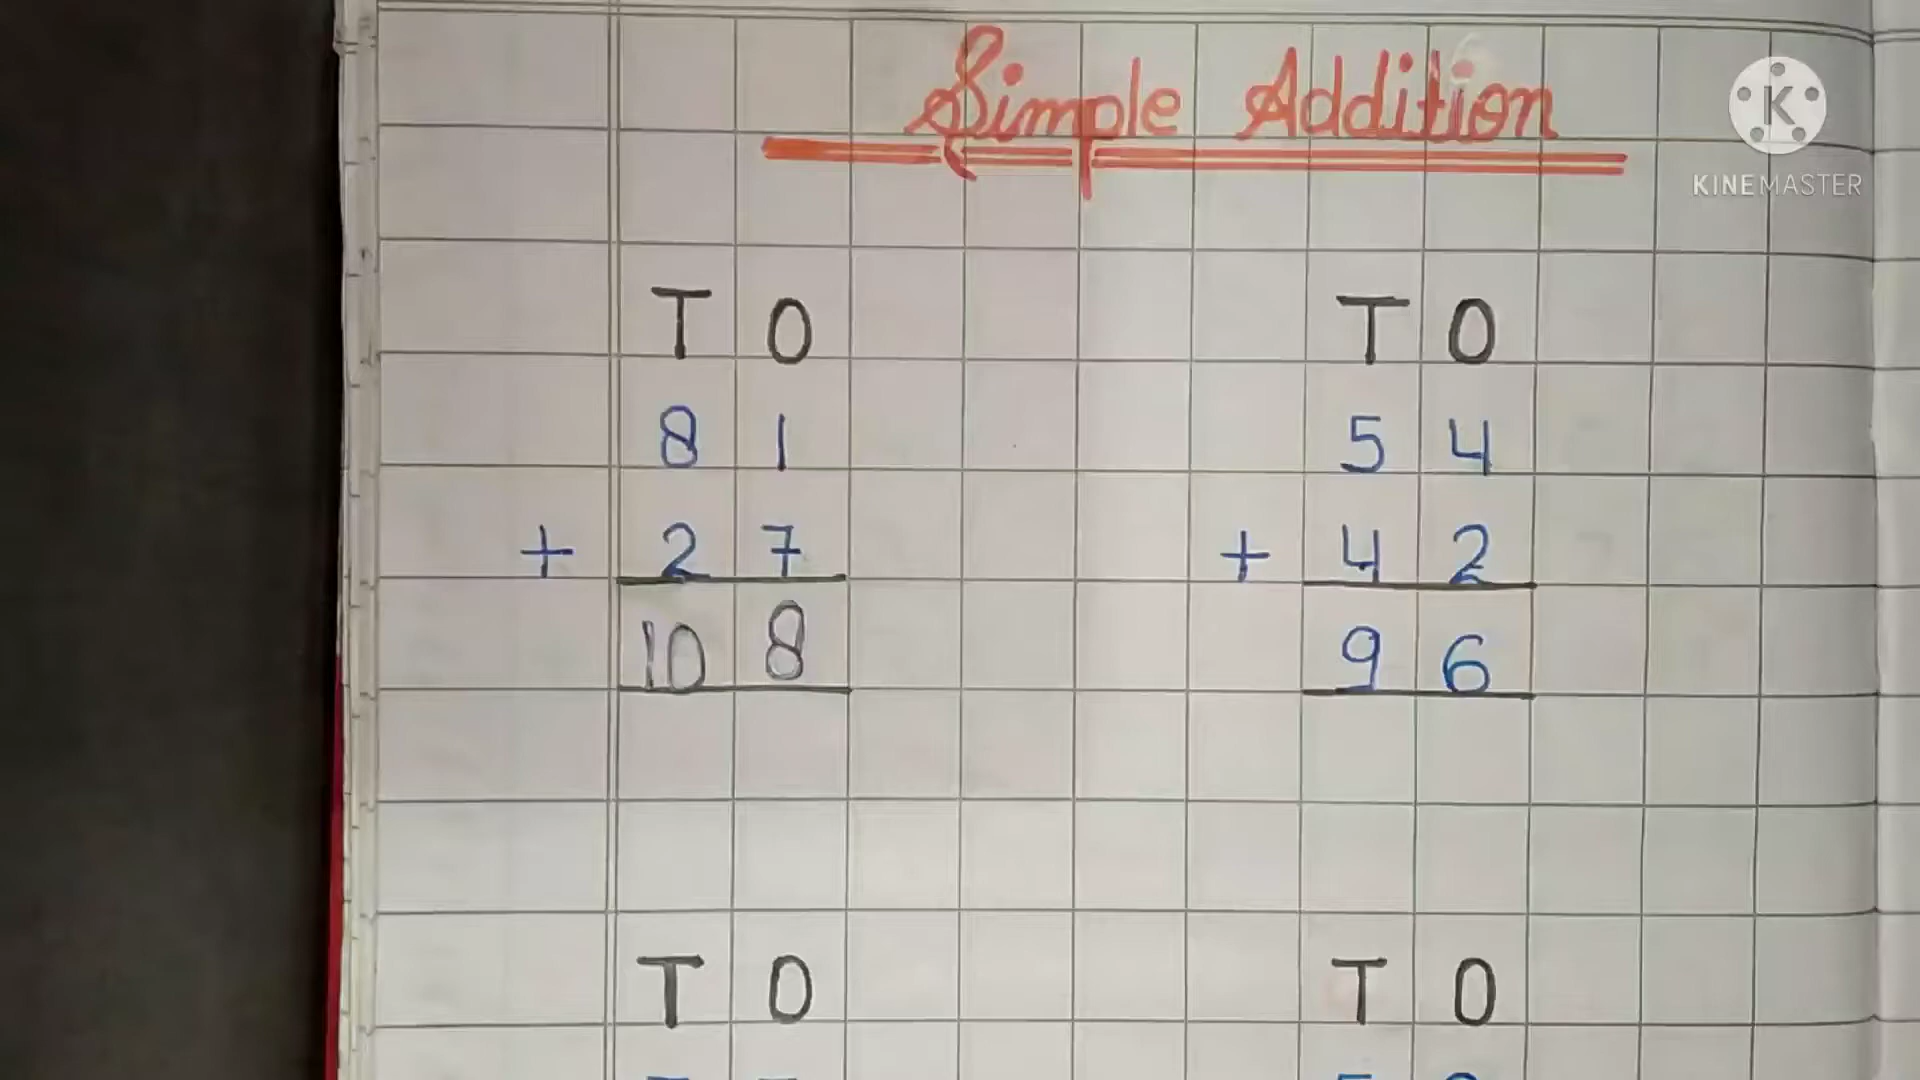 Simple Addition
KINEMASTER
T O
8 1
+ 2 7
10 8
T O
5 4
+ 4 2
9 6
T O
T O